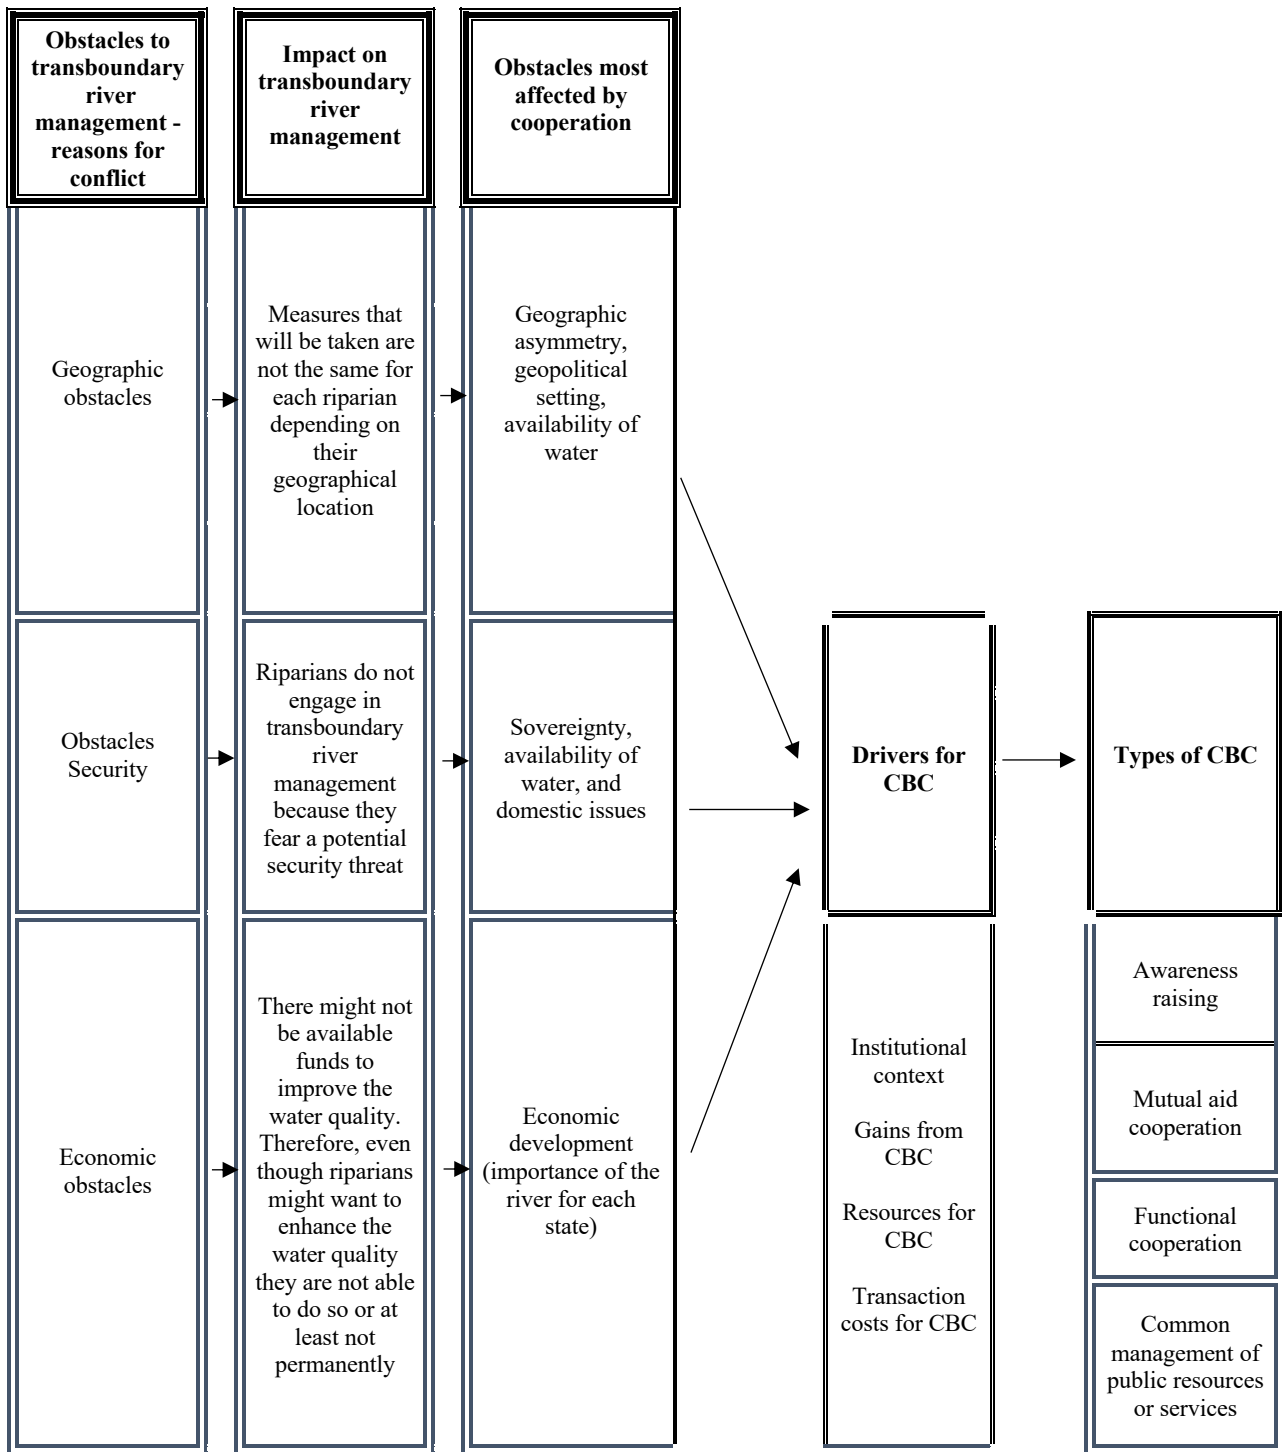 Obstacles to
transboundary
river
management -
reasons for
conflict
Impact on
transboundary
river
management
Obstacles most
affected by
cooperation
Geographic
obstacles
Measures that
will be taken are
not the same for
each riparian
depending on
their
geographical
location
Geographic
asymmetry,
geopolitical
setting,
availability of
water
Obstacles
Security
Riparians do not
engage in
transboundary
river
management
because they
fear a potential
security threat
Sovereignty,
availability of
water, and
domestic issues
Drivers for
CBC
Types of CBC
Economic
obstacles
There might not
be available
funds to
improve the
water quality.
Therefore, even
though riparians
might want to
enhance the
water quality
they are not able
to do so or at
least not
permanently
Economic
development
(importance of the
river for each
state)
Institutional
context
Gains from
CBC
Resources for
CBC
Transaction
costs for CBC
Awareness
raising
Mutual aid
cooperation
Functional
cooperation
Common
management of
public resources
or services